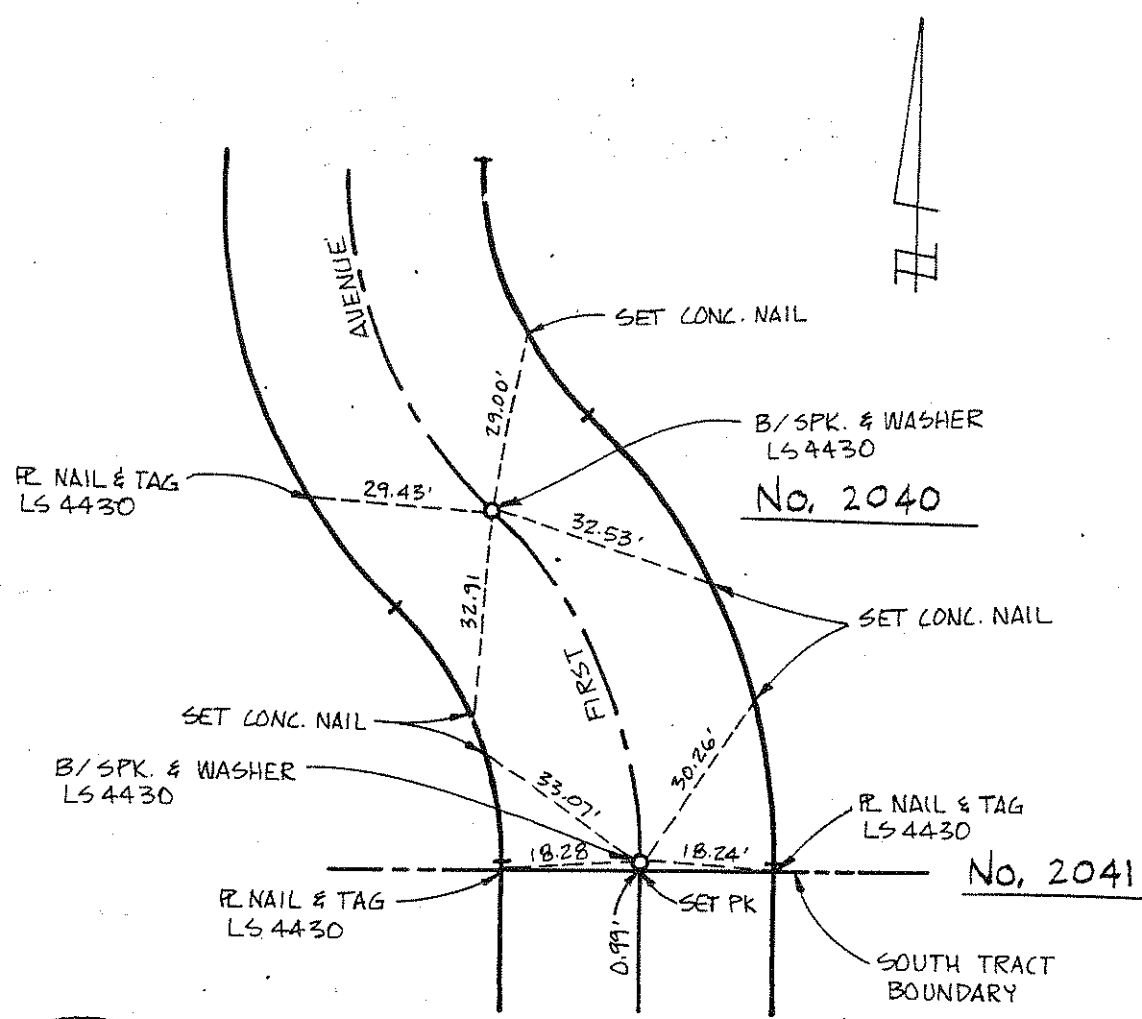 AVENUE
SET CONC. NAIL
29.00'
B/SPK. & WASHER
LS 4430
No. 2040
PL NAIL & TAG
LS 4430
29.43'
32.53'
32.91
SET CONC. NAIL
FIRST
SET CONC. NAIL
B/SPK. & WASHER
LS 4430
33.07'
30.26'
PL NAIL & TAG
LS 4430
18.28
18.24'
No. 2041
PL NAIL & TAG
LS 4430
0.99'
SET PK
SOUTH TRACT
BOUNDARY